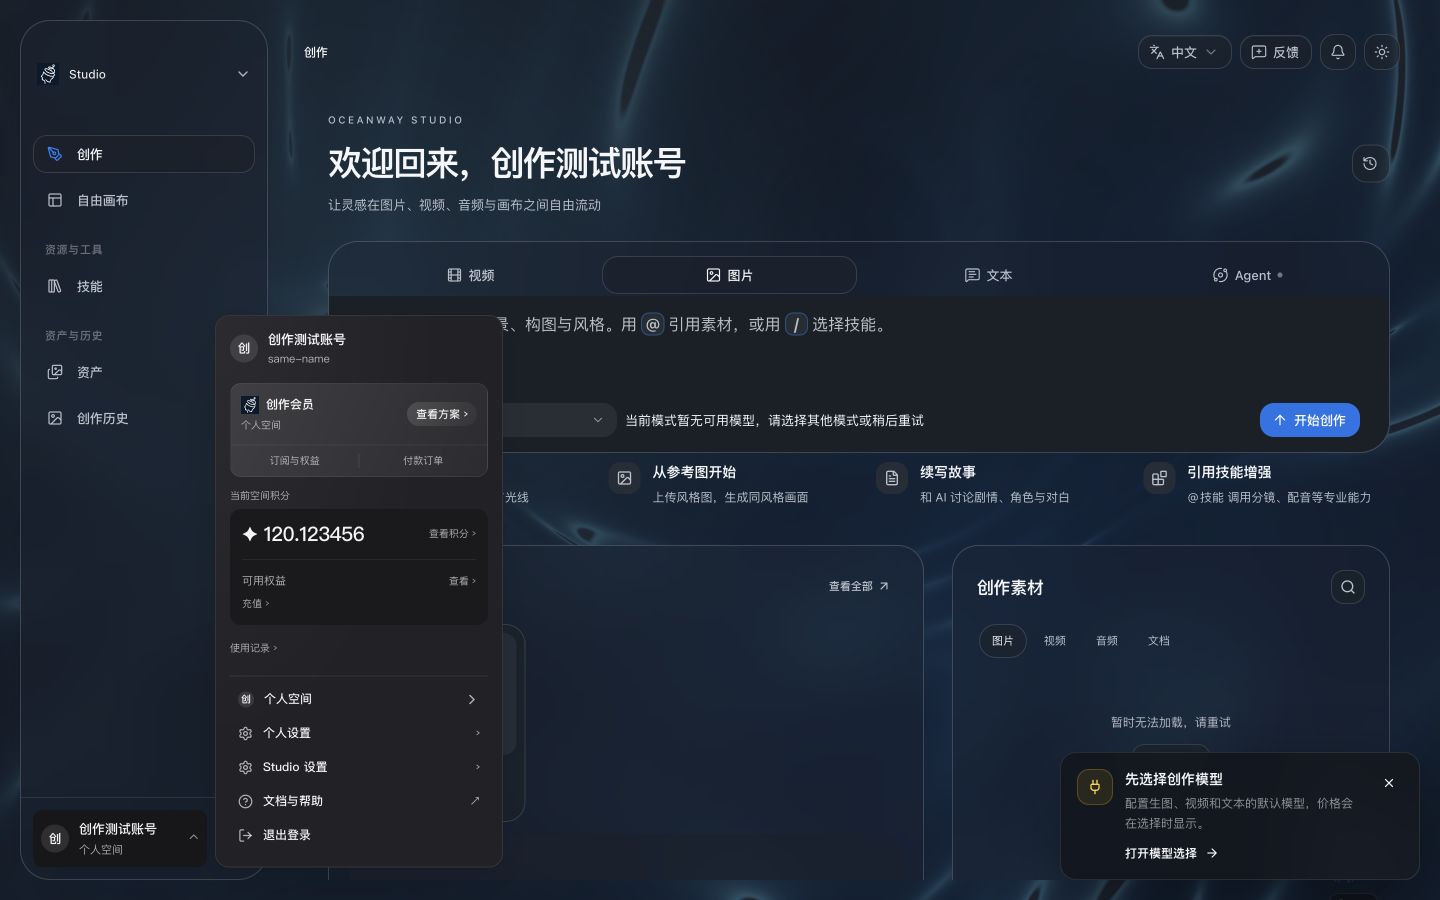 Studio
创作
自由画布
资源与工具
技能
资产与历史
资产
创作历史
创
创作测试账号
个人空间
创作
中文
反馈
OCEANWAY STUDIO
欢迎回来，创作测试账号
让灵感在图片、视频、音频与画布之间自由流动
视频
图片
文本
Agent
、构图与风格。用 @ 引用素材，或用 / 选择技能。
当前模式暂无可用模型，请选择其他模式或稍后重试
开始创作
光线
从参考图开始
上传风格图，生成同风格画面
续写故事
和 AI 讨论剧情、角色与对白
引用技能增强
@技能 调用分镜、配音等专业能力
查看全部
创作素材
图片
视频
音频
文档
暂时无法加载，请重试
创
创作测试账号
same-name
创作会员
个人空间
查看方案 ›
订阅与权益
付款订单
当前空间积分
120.123456
查看积分 ›
可用权益
查看 ›
充值 ›
使用记录 ›
创
个人空间
个人设置
Studio 设置
文档与帮助
退出登录
先选择创作模型
配置生图、视频和文本的默认模型，价格会
在选择时显示。
打开模型选择